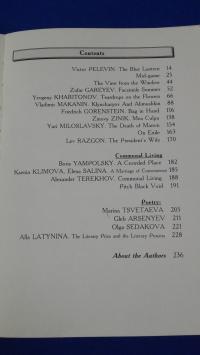 Contents
Victor PELEVIN. The Blue Lantern 14
Mid-game 25
The View from the Window 44
Zufar GAREYEV. Facsimile Summer 52
Yevgeny KHARITONOV. Teardrops on the Flowers 66
Vladimir MAKANIN. Klyucharyov And Alimushkin 88
Friedrich GORENSTEIN. Bag in Hand 116
Zinovy ZINIK. Mea Culpa 138
Yuri MILOSLAVSKY. The Death of Manon 154
On Exile 163
Lev RAZGON. The President's Wife 170
Communal Living
Boris YAMPOLSKY. A Crowded Place 182
Ksenia KLIMOVA, Elena SALINA. A Marriage of Convenience 185
Alexander TEREKHOV. Communal Living 188
Pitch Black Void 191
Poetry:
Marina TSVETAEVA 205
Gleb ARSENYEV 211
Olga SEDAKOVA 221
Alla LATYNINA. The Literary Prize and the Literary Process 228
About the Authors 236